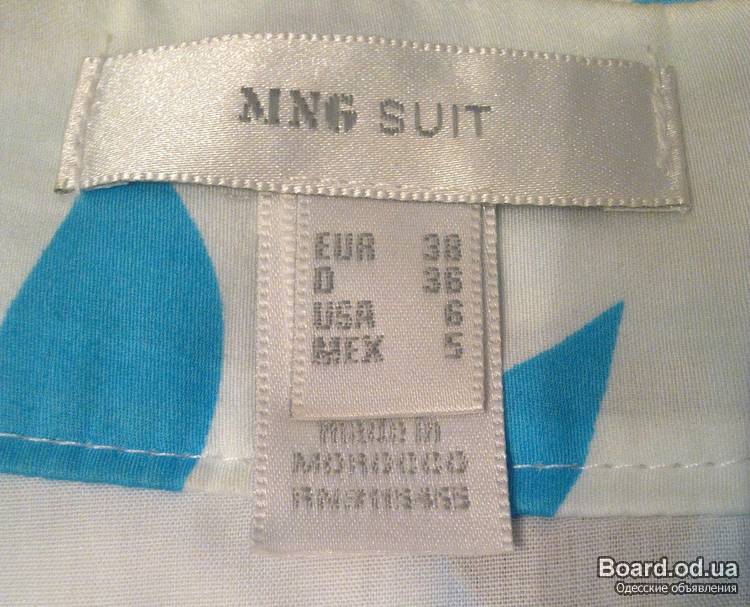 MNG SUIT
EUR 38
D 36
USA 6
MEX 5
MADE IN
MOROCCO
Board.od.ua
Одесские объявления